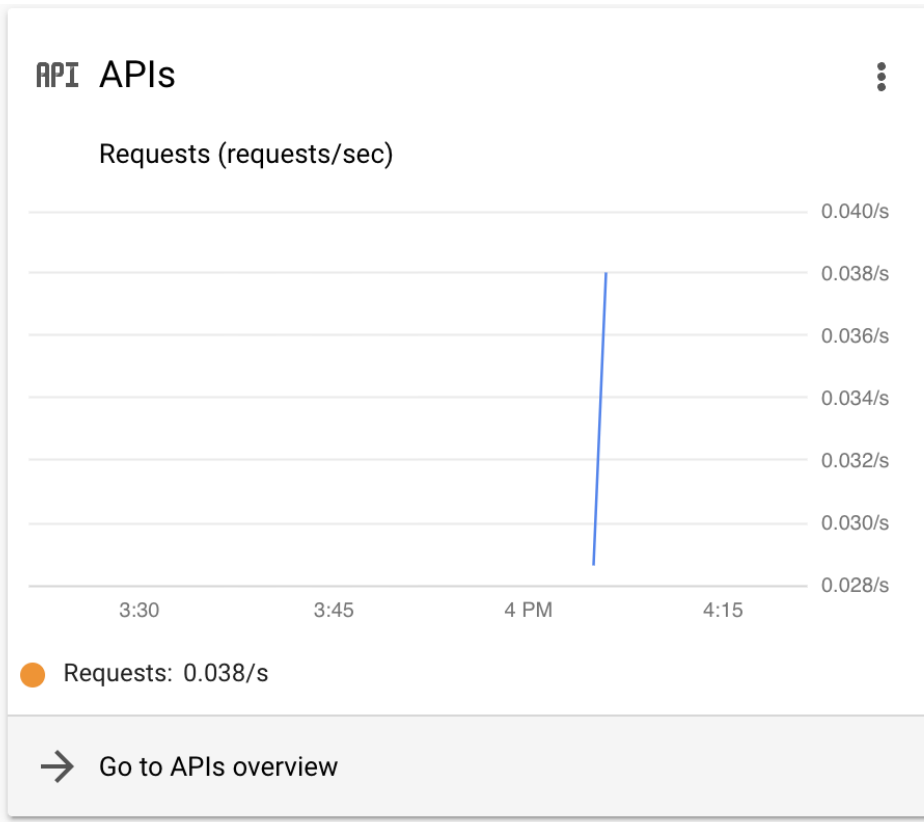 API APIs
Requests (requests/sec)
0.040/s
0.038/s
0.036/s
0.034/s
0.032/s
0.030/s
0.028/s
3:30 3:45 4 PM 4:15
Requests: 0.038/s
Go to APIs overview